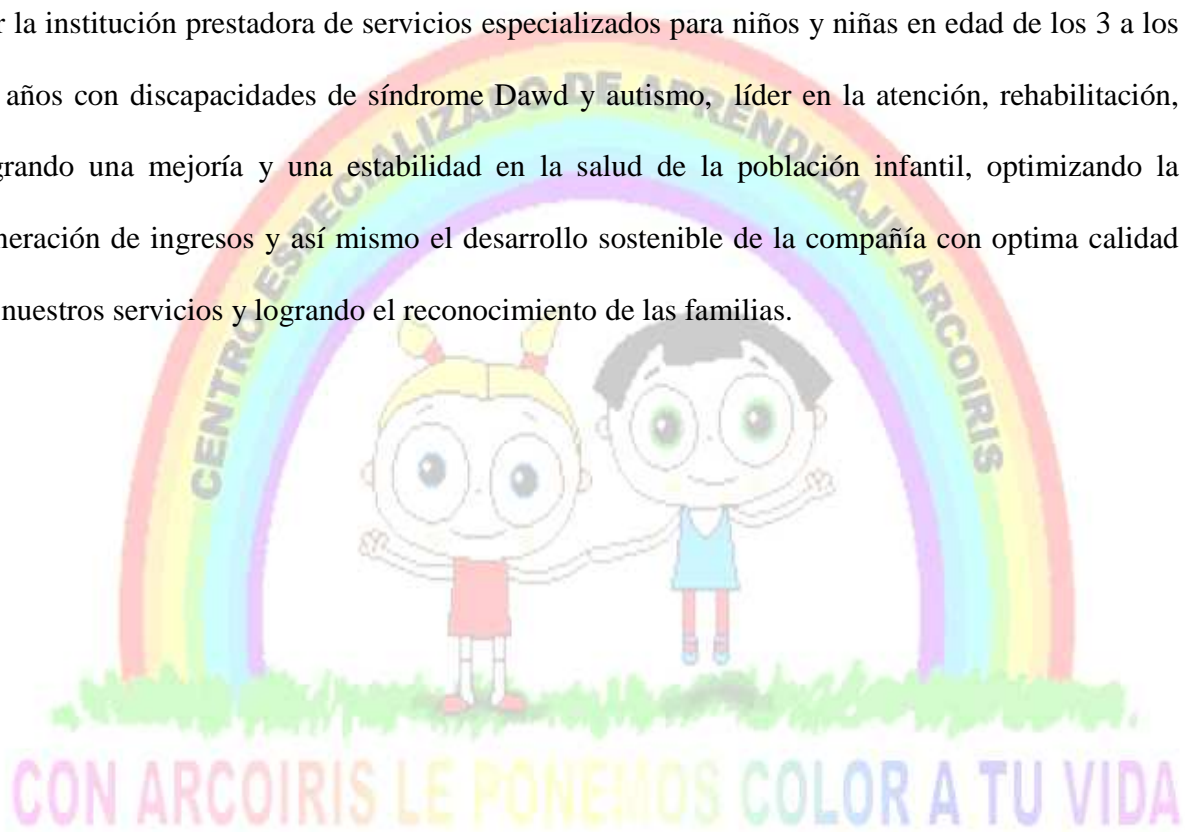 r la institución prestadora de servicios especializados para niños y niñas en edad de los 3 a los
años con discapacidades de síndrome Dawd y autismo, líder en la atención, rehabilitación,
grando una mejoría y una estabilidad en la salud de la población infantil, optimizando la
neración de ingresos y así mismo el desarrollo sostenible de la compañía con optima calidad
nuestros servicios y logrando el reconocimiento de las familias.
CENTRO ESPECIALIZADO DE APRENDIZAJE ARCOIRIS
CON ARCOIRIS LE PONEMOS COLOR A TU VIDA